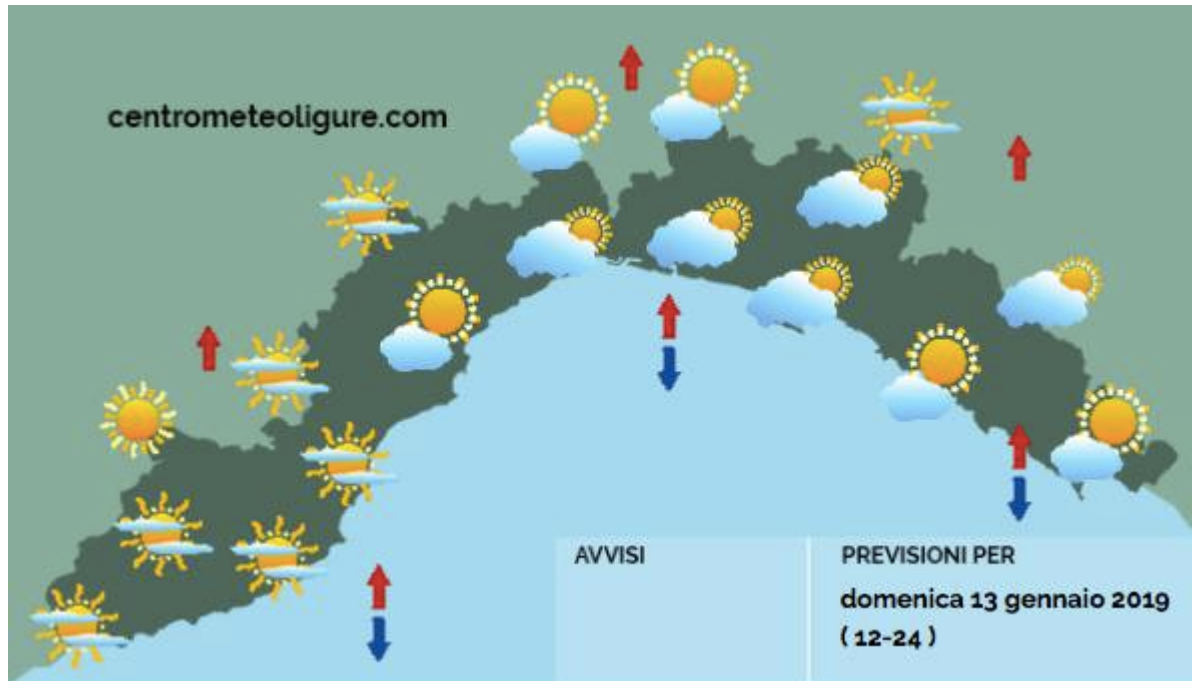 centrometeoligure.com
AVVISI
PREVISIONI PER
domenica 13 gennaio 2019
( 12-24 )